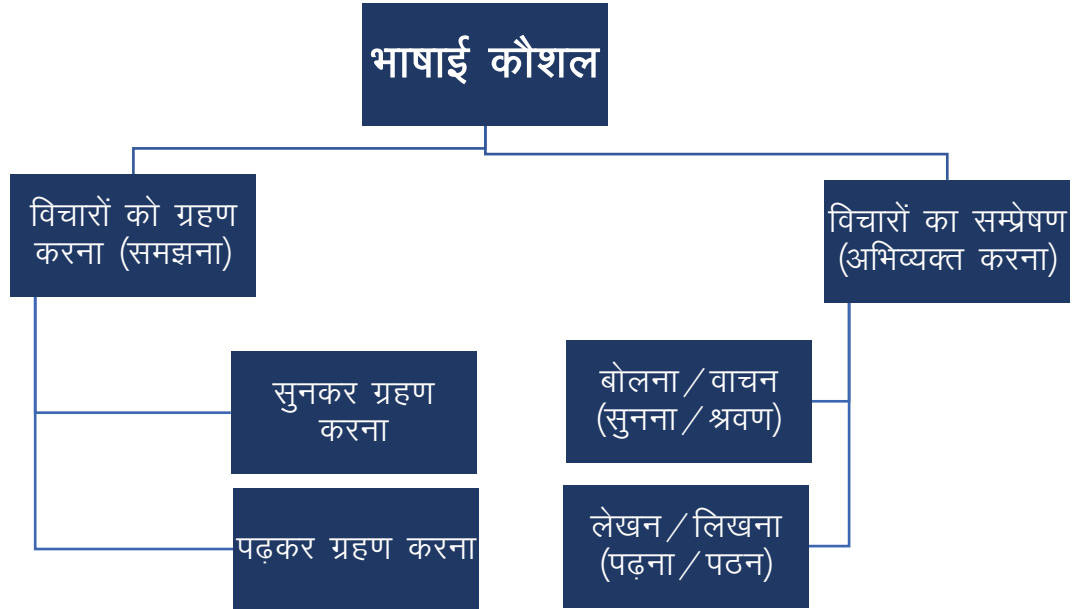 भाषाई कौशल
विचारों को ग्रहण
करना (समझना)
सुनकर ग्रहण
करना
पढ़कर ग्रहण करना
विचारों का सम्प्रेषण
(अभिव्यक्त करना)
बोलना / वाचन
(सुनना / श्रवण)
लेखन / लिखना
(पढ़ना / पठन)